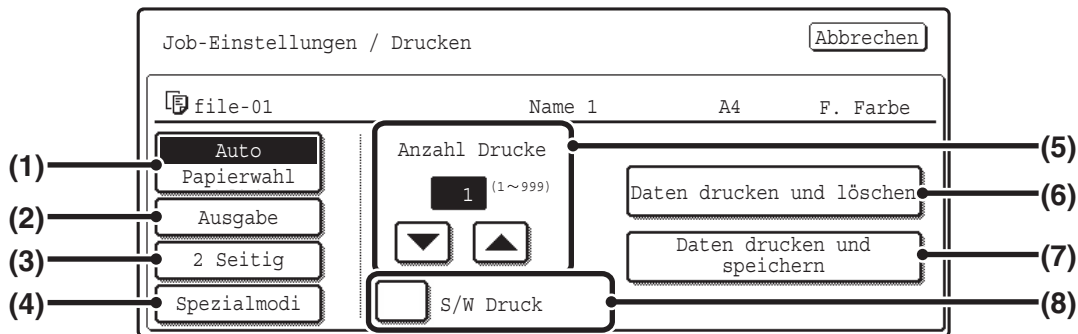 Job-Einstellungen / Drucken
Abbrechen
file-01 Name 1 A4 F. Farbe
(1)
Auto
Papierwahl
(2)
Ausgabe
(3)
2 Seitig
(4)
Spezialmodi
Anzahl Drucke
1 (1~999)
(5)
Daten drucken und löschen
(6)
Daten drucken und
speichern
(7)
S/W Druck
(8)